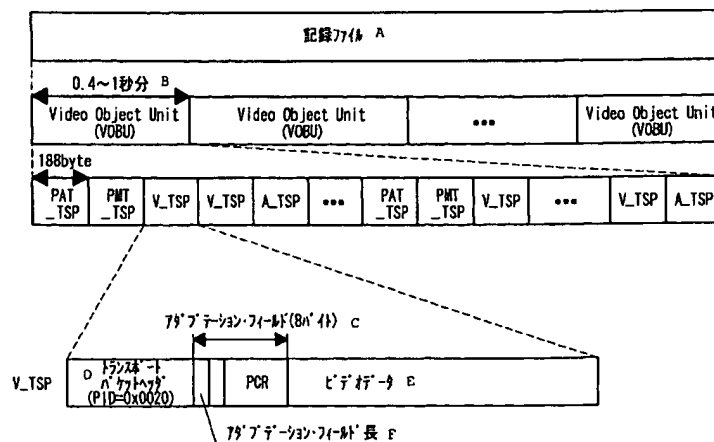 記録ファイル A
0.4～1秒分 B
Video Object Unit
(VOBU)
Video Object Unit
(VOBU)
•••
Video Object Unit
(VOBU)
188byte
PAT
_TSP
PMT
_TSP
V_TSP
V_TSP
A_TSP
•••
PAT
_TSP
PMT
_TSP
V_TSP
•••
V_TSP
A_TSP
アダプテーション・フィールド(8バイト) C
V_TSP
D トランスポート
パケットヘッダ
(PID=0x0020)
PCR
ビデオデータ E
アダプテーション・フィールド長 F